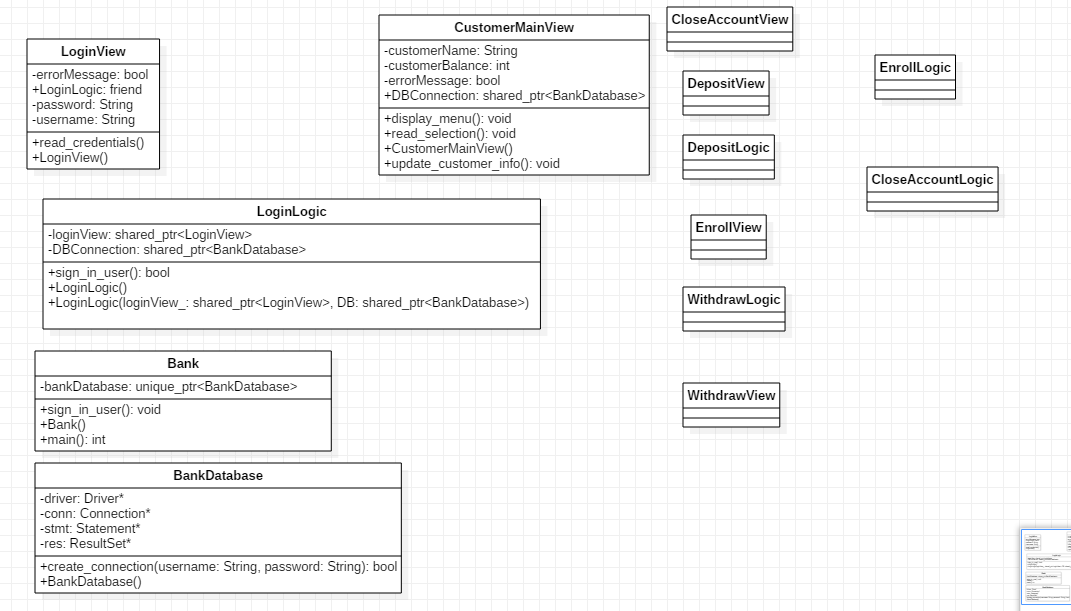 LoginView
-errorMessage: bool
+LoginLogic: friend
-password: String
-username: String
+read_credentials()
+LoginView()
CustomerMainView
-customerName: String
-customerBalance: int
-errorMessage: bool
+DBConnection: shared_ptr<BankDatabase>
+display_menu(): void
+read_selection(): void
+CustomerMainView()
+update_customer_info(): void
CloseAccountView
DepositView
DepositLogic
EnrollView
WithdrawLogic
WithdrawView
EnrollLogic
CloseAccountLogic
LoginLogic
-loginView: shared_ptr<LoginView>
-DBConnection: shared_ptr<BankDatabase>
+sign_in_user(): bool
+LoginLogic()
+LoginLogic(loginView_: shared_ptr<LoginView>, DB: shared_ptr<BankDatabase>)
Bank
-bankDatabase: unique_ptr<BankDatabase>
+sign_in_user(): void
+Bank()
+main(): int
BankDatabase
-driver: Driver*
-conn: Connection*
-stmt: Statement*
-res: ResultSet*
+create_connection(username: String, password: String): bool
+BankDatabase()